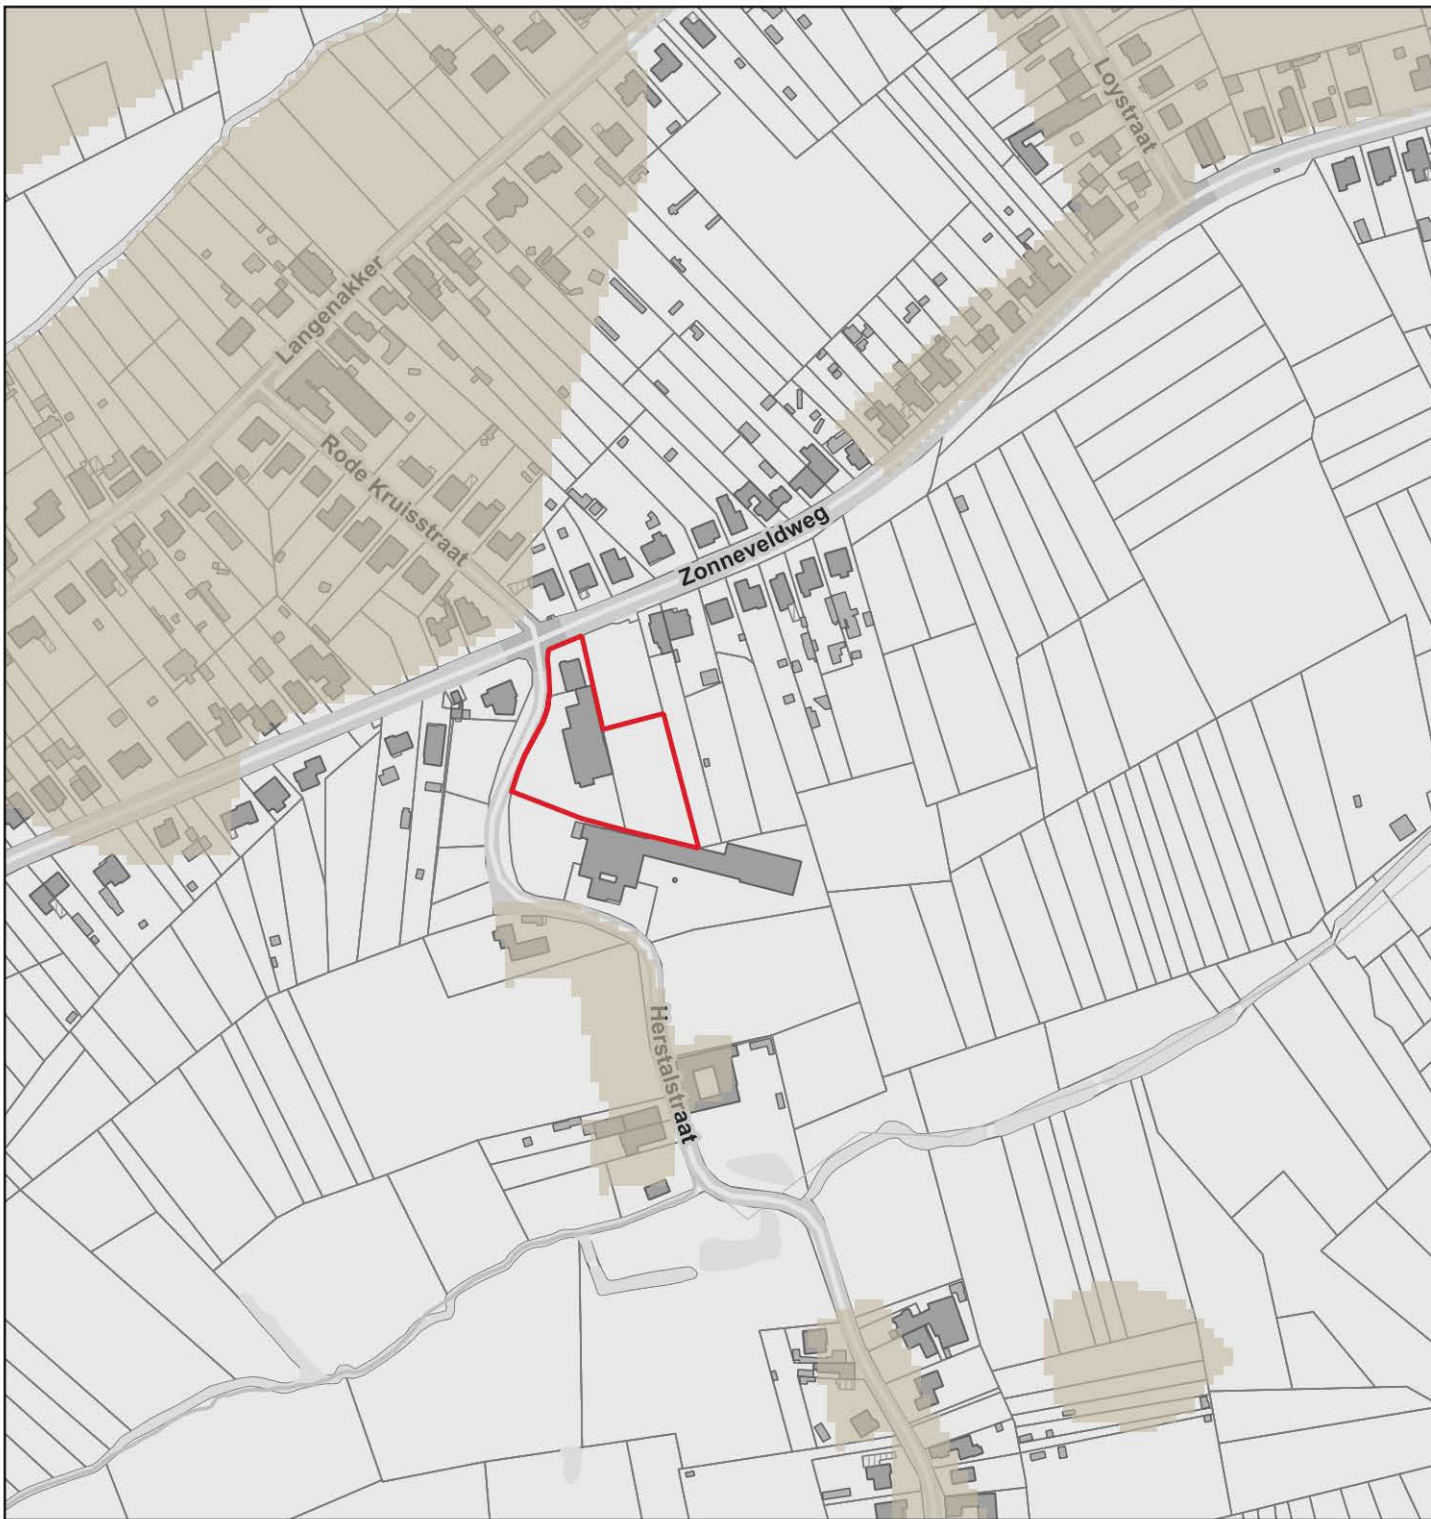 Loystraat
Langenakker
Rode Kruisstraat
Zonneveldweg
Herstalstraat